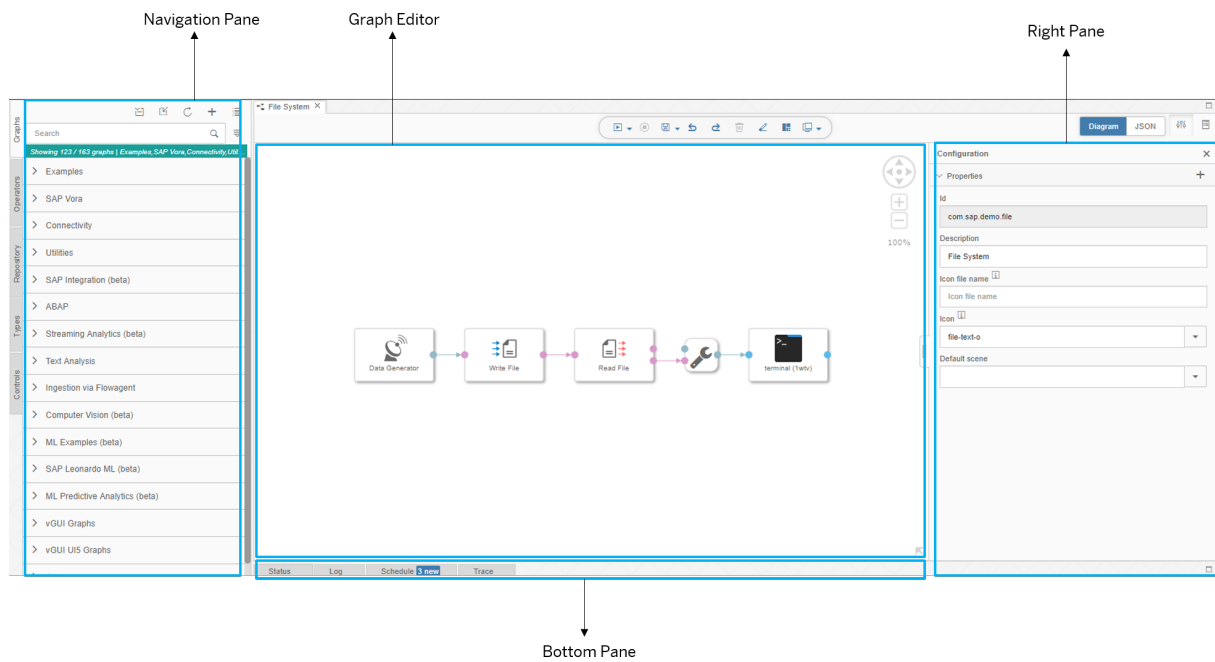 Navigation Pane
Graph Editor
Right Pane
File System
Graphs
Operators
Repository
Types
Controls
Search
Showing 123 / 163 graphs | Examples,SAP Vora,Connectivity,Util
Examples
SAP Vora
Connectivity
Utilities
SAP Integration (beta)
ABAP
Streaming Analytics (beta)
Text Analysis
Ingestion via Flowagent
Computer Vision (beta)
ML Examples (beta)
SAP Leonardo ML (beta)
ML Predictive Analytics (beta)
vGUI Graphs
vGUI UI5 Graphs
100%
Data Generator
Write File
Read File
terminal (1wtv)
Diagram JSON
Configuration
Properties
Id
com.sap.demo.file
Description
File System
Icon file name
Icon file name
Icon
file-text-o
Default scene
Status Log Schedule 3 new Trace
Bottom Pane